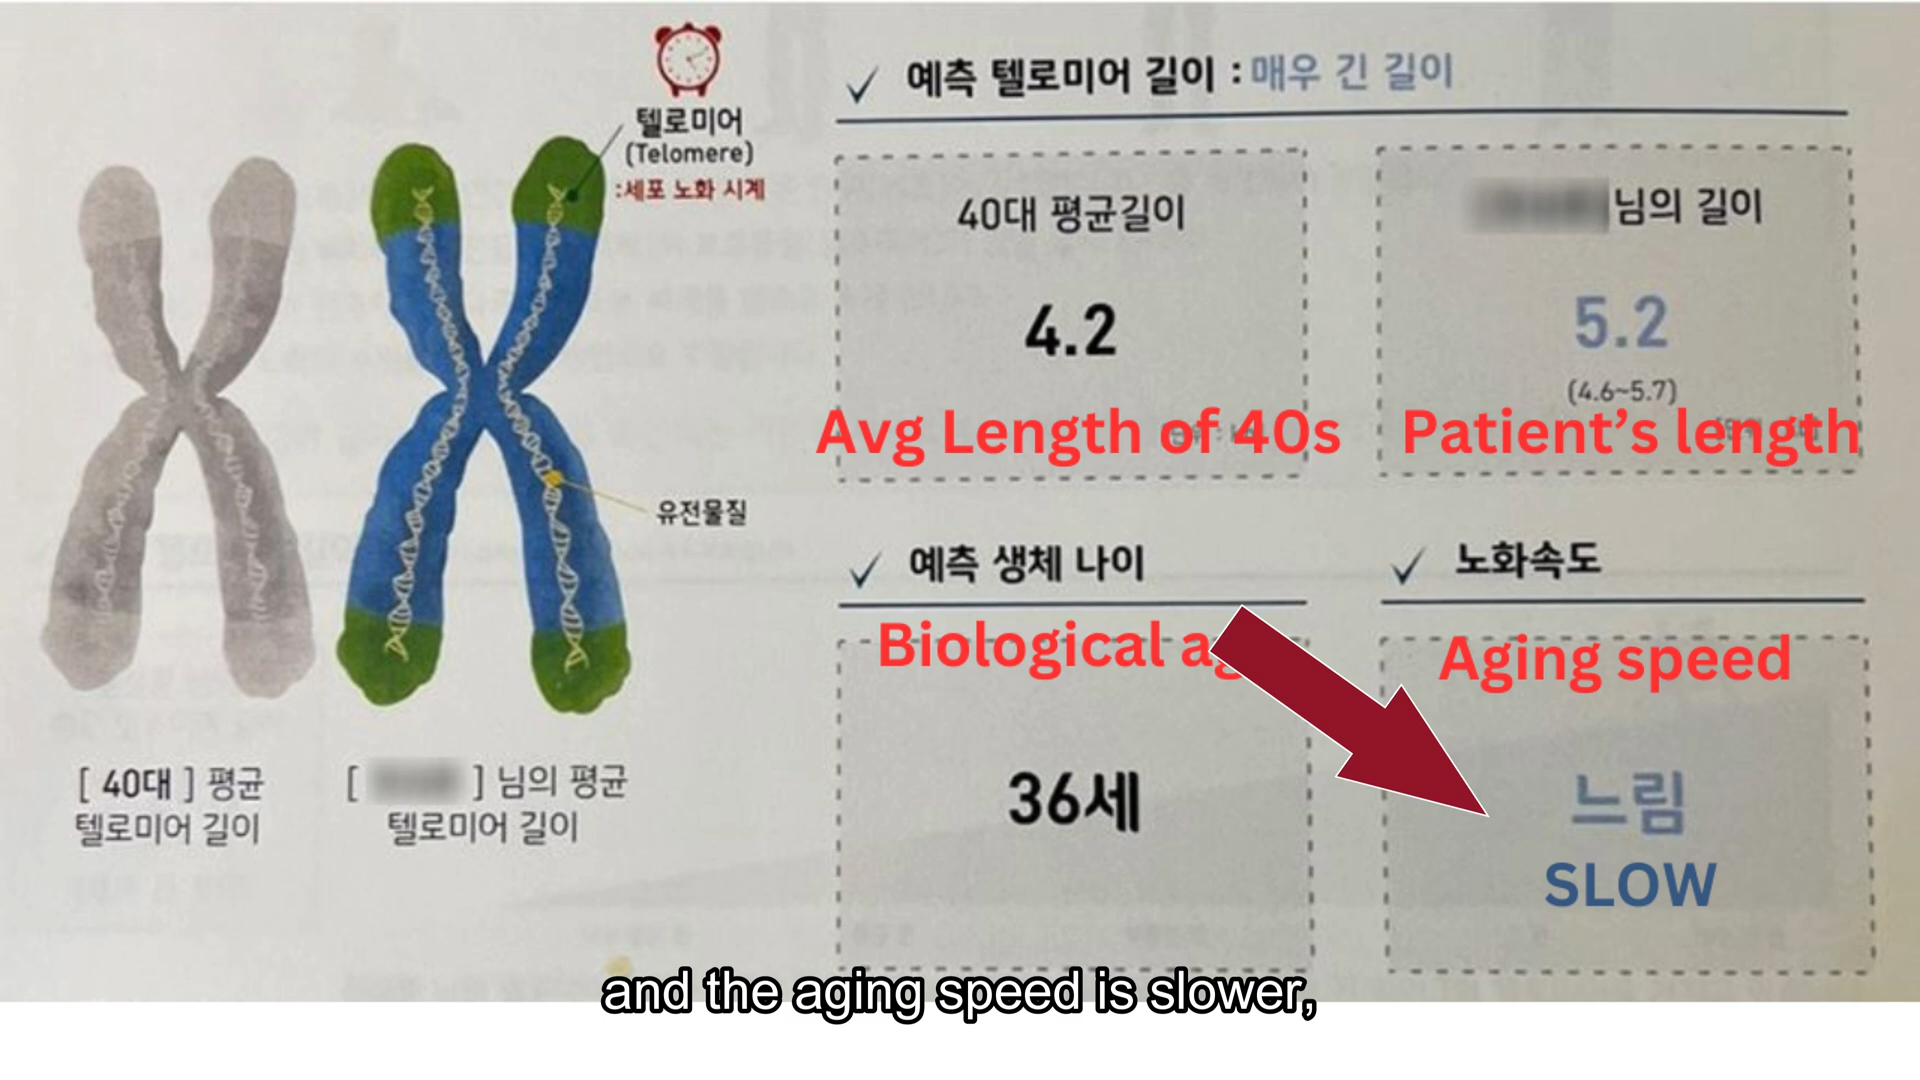 텔로미어
(Telomere)
:세포 노화 시계
유전물질
[ 40대 ] 평균
텔로미어 길이
[ ] 님의 평균
텔로미어 길이
예측 텔로미어 길이 : 매우 긴 길이
40대 평균길이
4.2
Avg Length of 40s
님의 길이
5.2
(4.6~5.7)
Patient's length
예측 생체 나이
Biological
36세
노화속도
Aging speed
느림
SLOW
and the aging speed is slower,